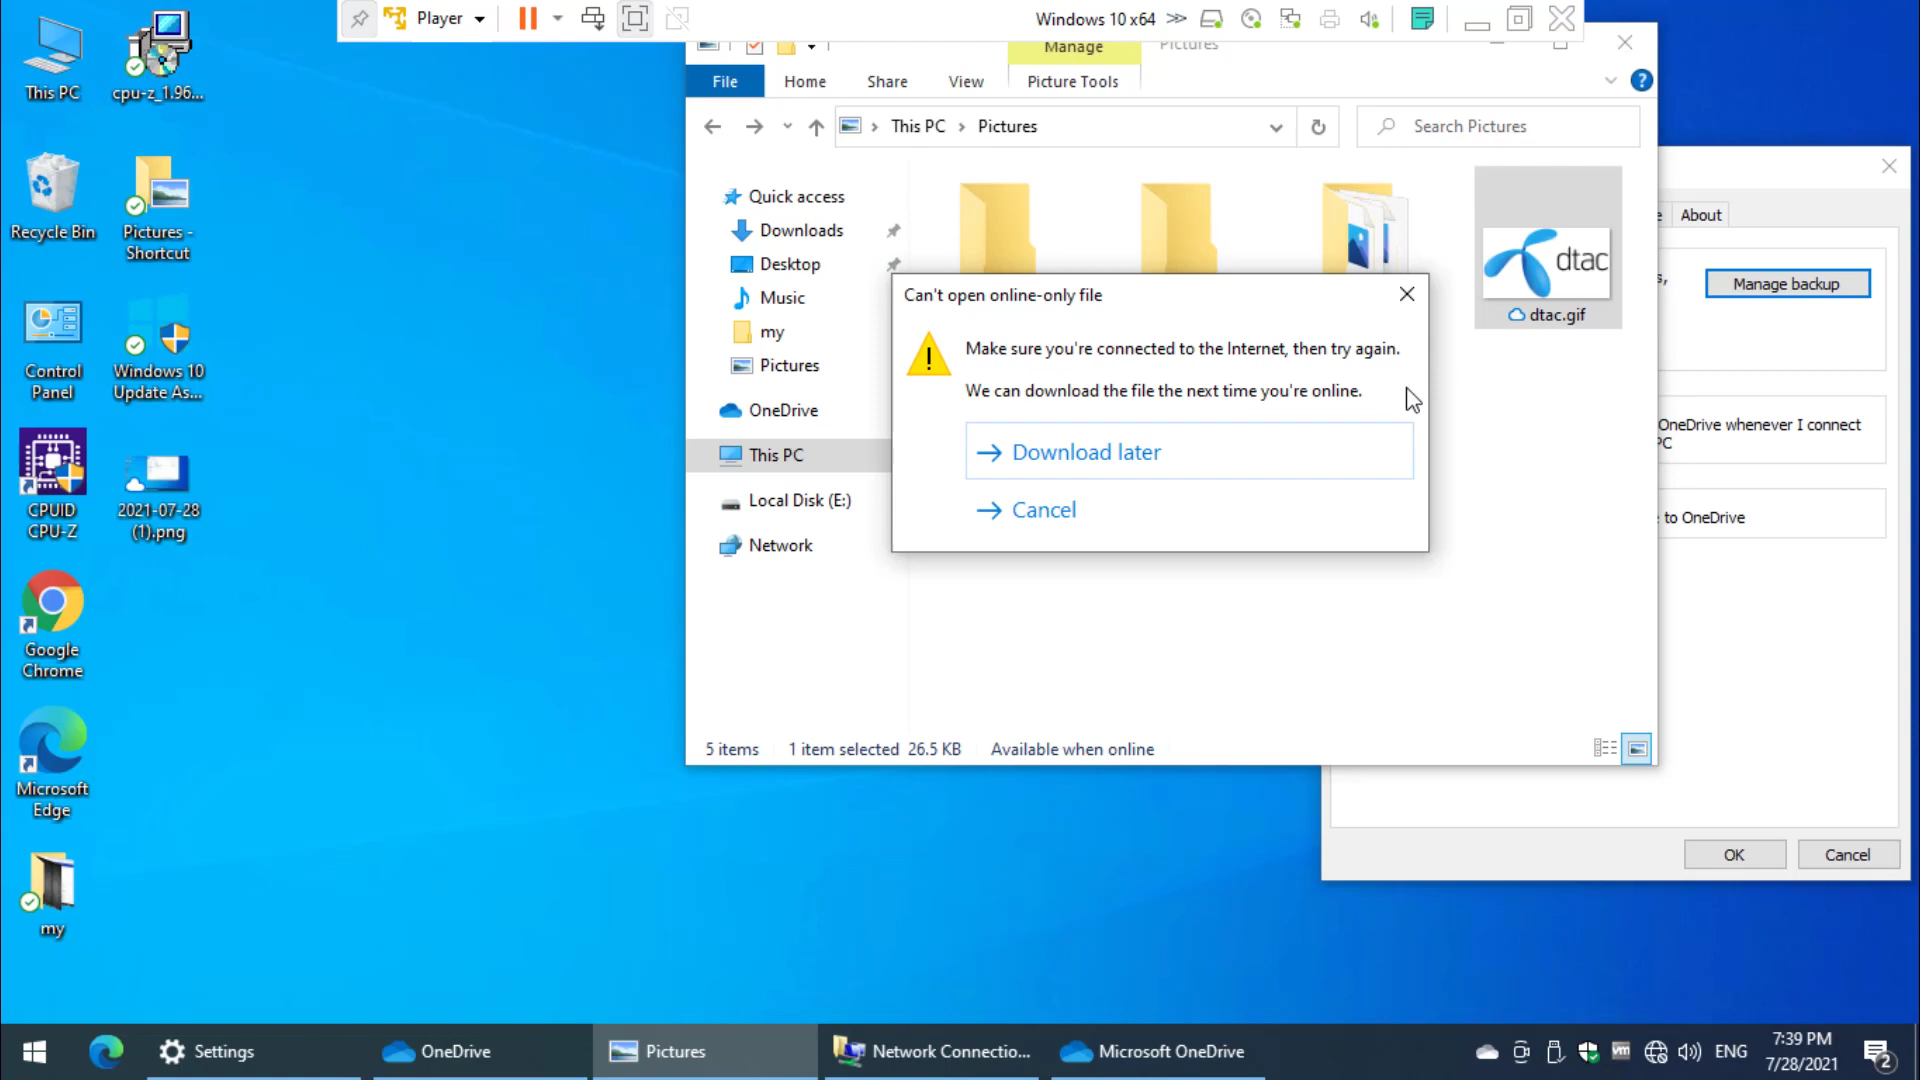 Player
Windows 10 x64
This PC
cpu-z_1.96...
Recycle Bin
Pictures -
Shortcut
Control
Panel
Windows 10
Update As...
CPUID
CPU-Z
2021-07-28
(1).png
Google
Chrome
Microsoft
Edge
my
Manage
Pictures
File
Home
Share
View
Picture Tools
This PC
Pictures
Search Pictures
Quick access
Downloads
Desktop
Music
my
Pictures
OneDrive
This PC
Local Disk (E:)
Network
dtac
dtac.gif
Can't open online-only file
Make sure you're connected to the Internet, then try again.
We can download the file the next time you're online.
Download later
Cancel
5 items
1 item selected 26.5 KB
Available when online
About
Manage backup
OneDrive whenever I connect
PC
to OneDrive
OK
Cancel
Settings
OneDrive
Pictures
Network Connectio...
Microsoft OneDrive
vm
ENG
7:39 PM
7/28/2021
2